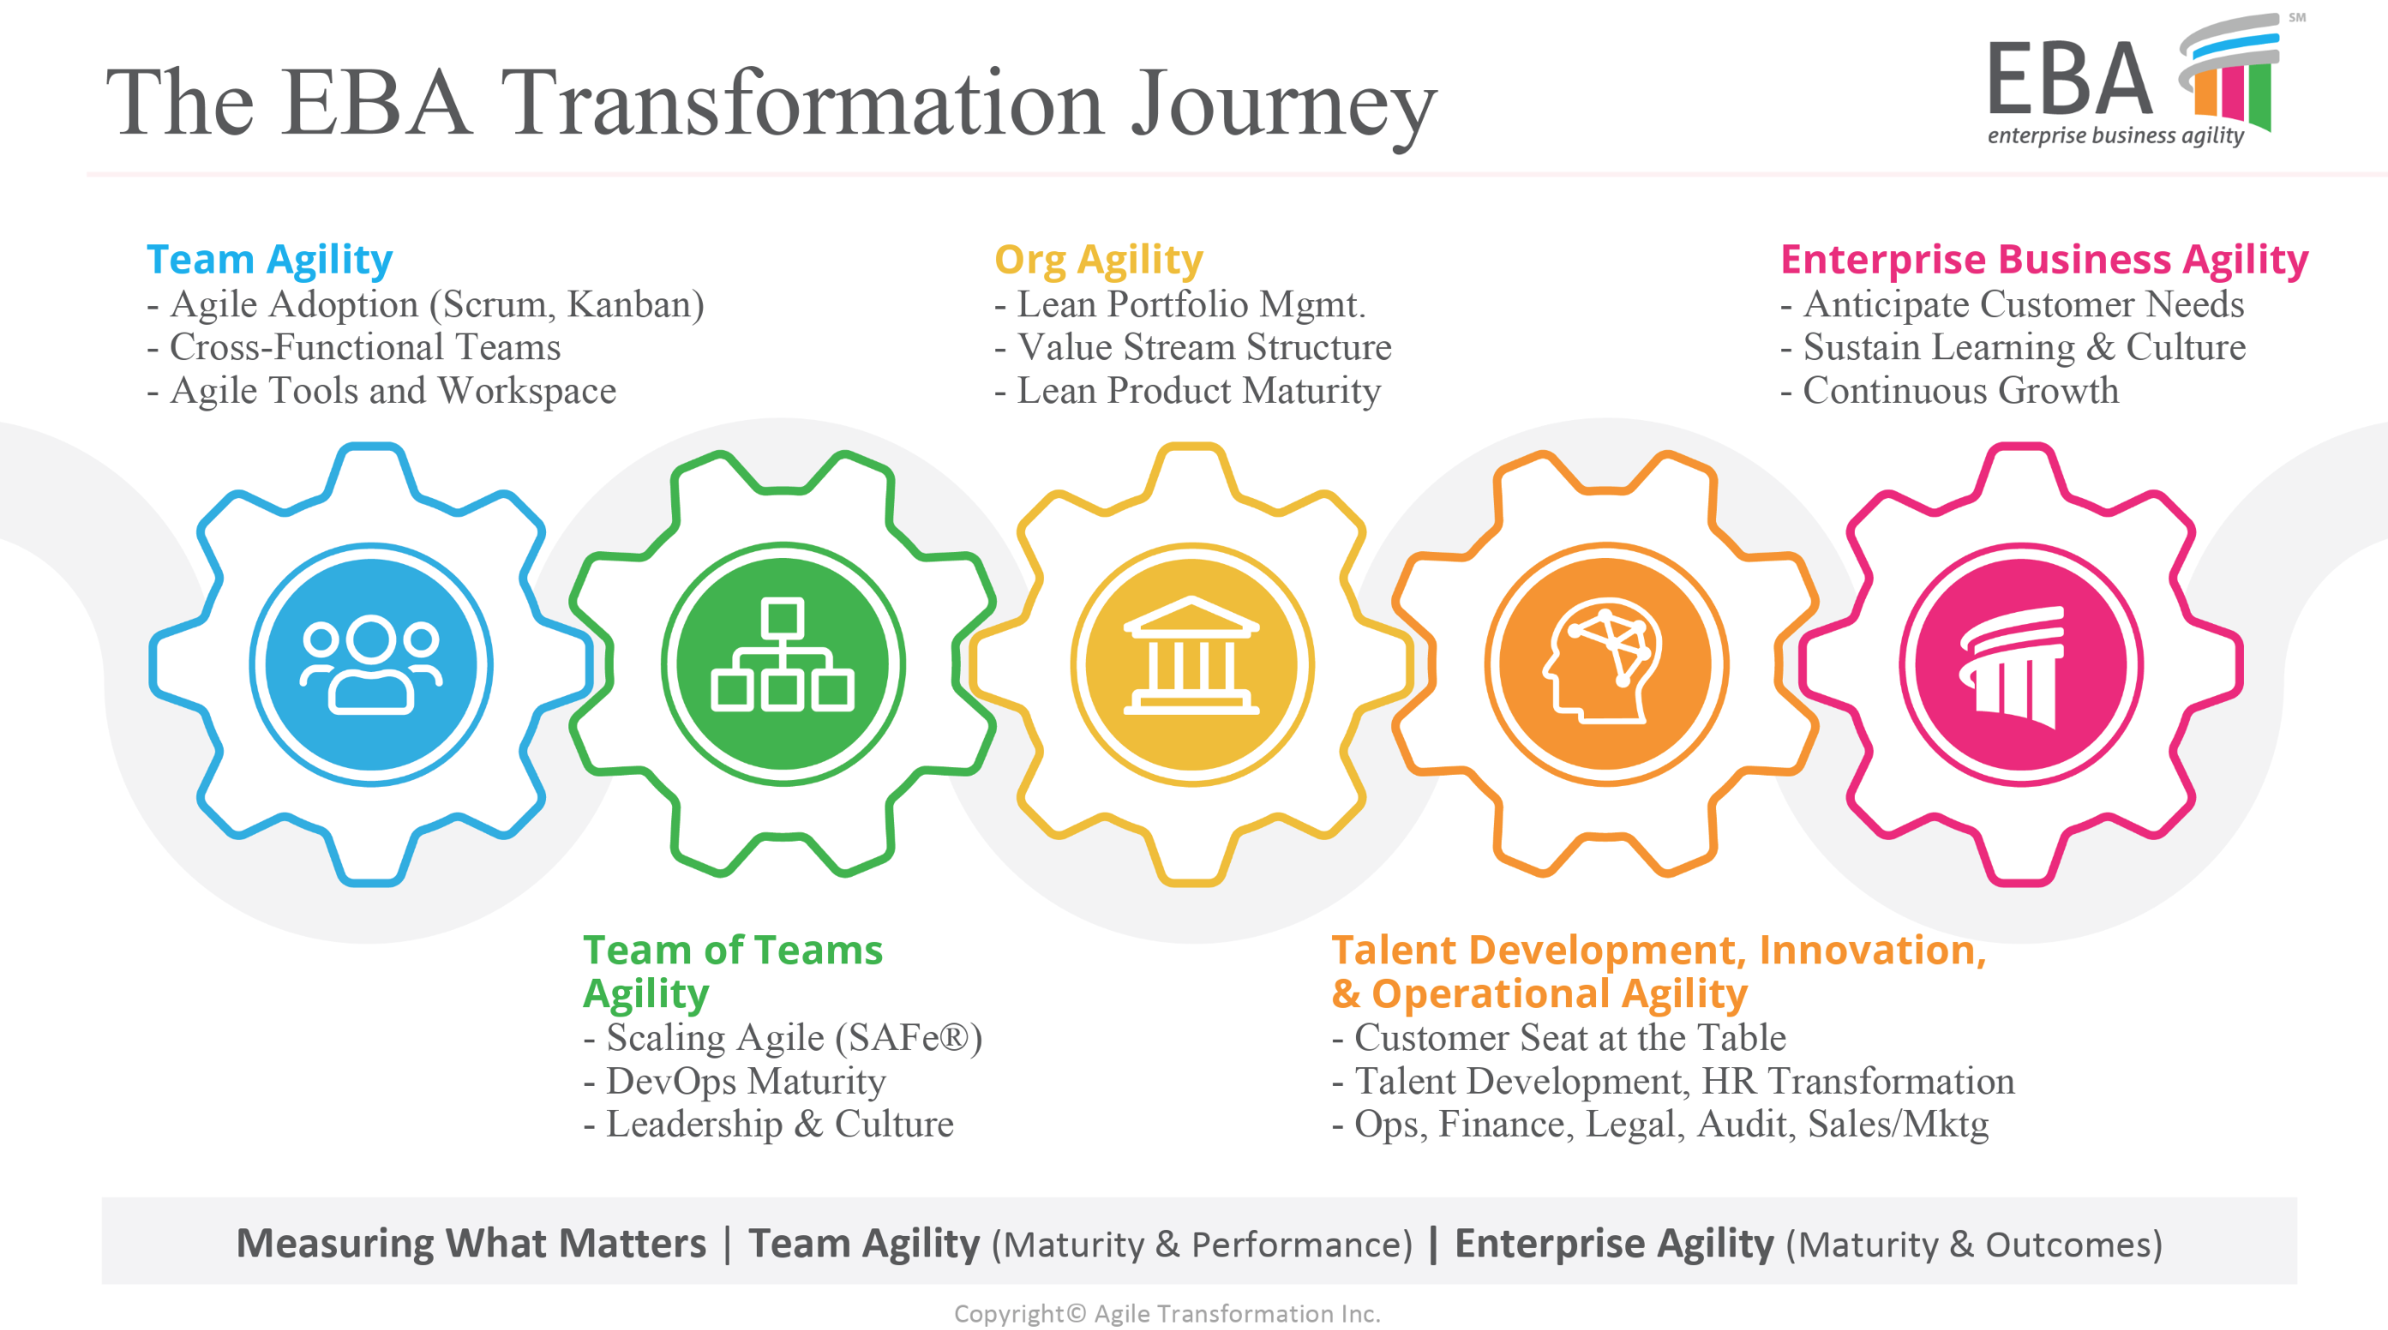 The EBA Transformation Journey
EBA
SM
enterprise business agility
Team Agility
- Agile Adoption (Scrum, Kanban)
- Cross-Functional Teams
- Agile Tools and Workspace
Org Agility
- Lean Portfolio Mgmt.
- Value Stream Structure
- Lean Product Maturity
Enterprise Business Agility
- Anticipate Customer Needs
- Sustain Learning & Culture
- Continuous Growth
Team of Teams
Agility
- Scaling Agile (SAFe®)
- DevOps Maturity
- Leadership & Culture
Talent Development, Innovation,
& Operational Agility
- Customer Seat at the Table
- Talent Development, HR Transformation
- Ops, Finance, Legal, Audit, Sales/Mktg
Measuring What Matters | Team Agility (Maturity & Performance) | Enterprise Agility (Maturity & Outcomes)
Copyright© Agile Transformation Inc.